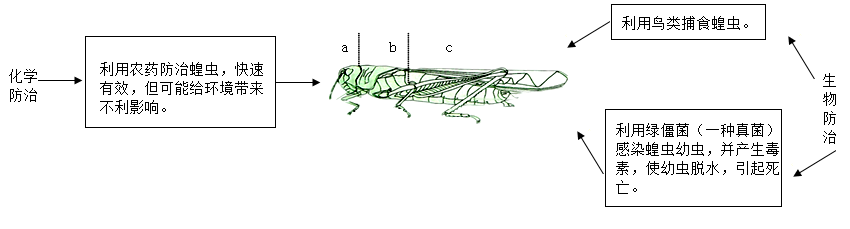 化学
防治
利用农药防治蝗虫，快速
有效，但可能给环境带来
不利影响。
a b c
利用鸟类捕食蝗虫。
生
物
防
治
利用绿僵菌（一种真菌）
感染蝗虫幼虫，并产生毒
素，使幼虫脱水，引起死
亡。